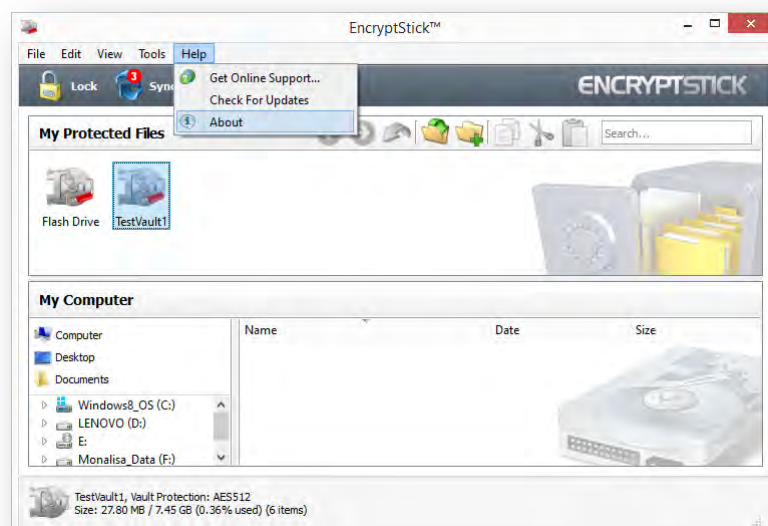 EncryptStick™
File Edit View Tools Help
Get Online Support...
Check For Updates
About
Lock
3
Sync
ENCRYPTSTICK
My Protected Files
Search...
Flash Drive
TestVault1
My Computer
Computer
Desktop
Documents
Windows8_OS (C:)
LENOVO (D:)
E:
Monalisa_Data (F:)
Name Date Size
TestVault1, Vault Protection: AES512
Size: 27.80 MB / 7.45 GB (0.36% used) (6 items)